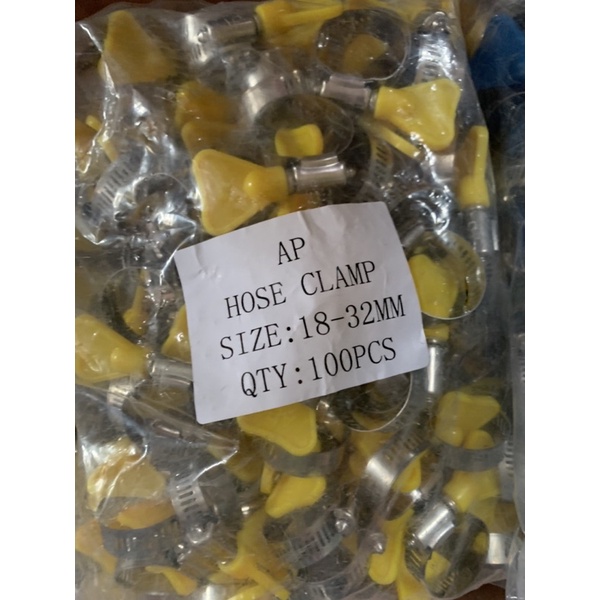 AP
HOSE CLAMP
SIZE:18-32MM
QTY:100PCS